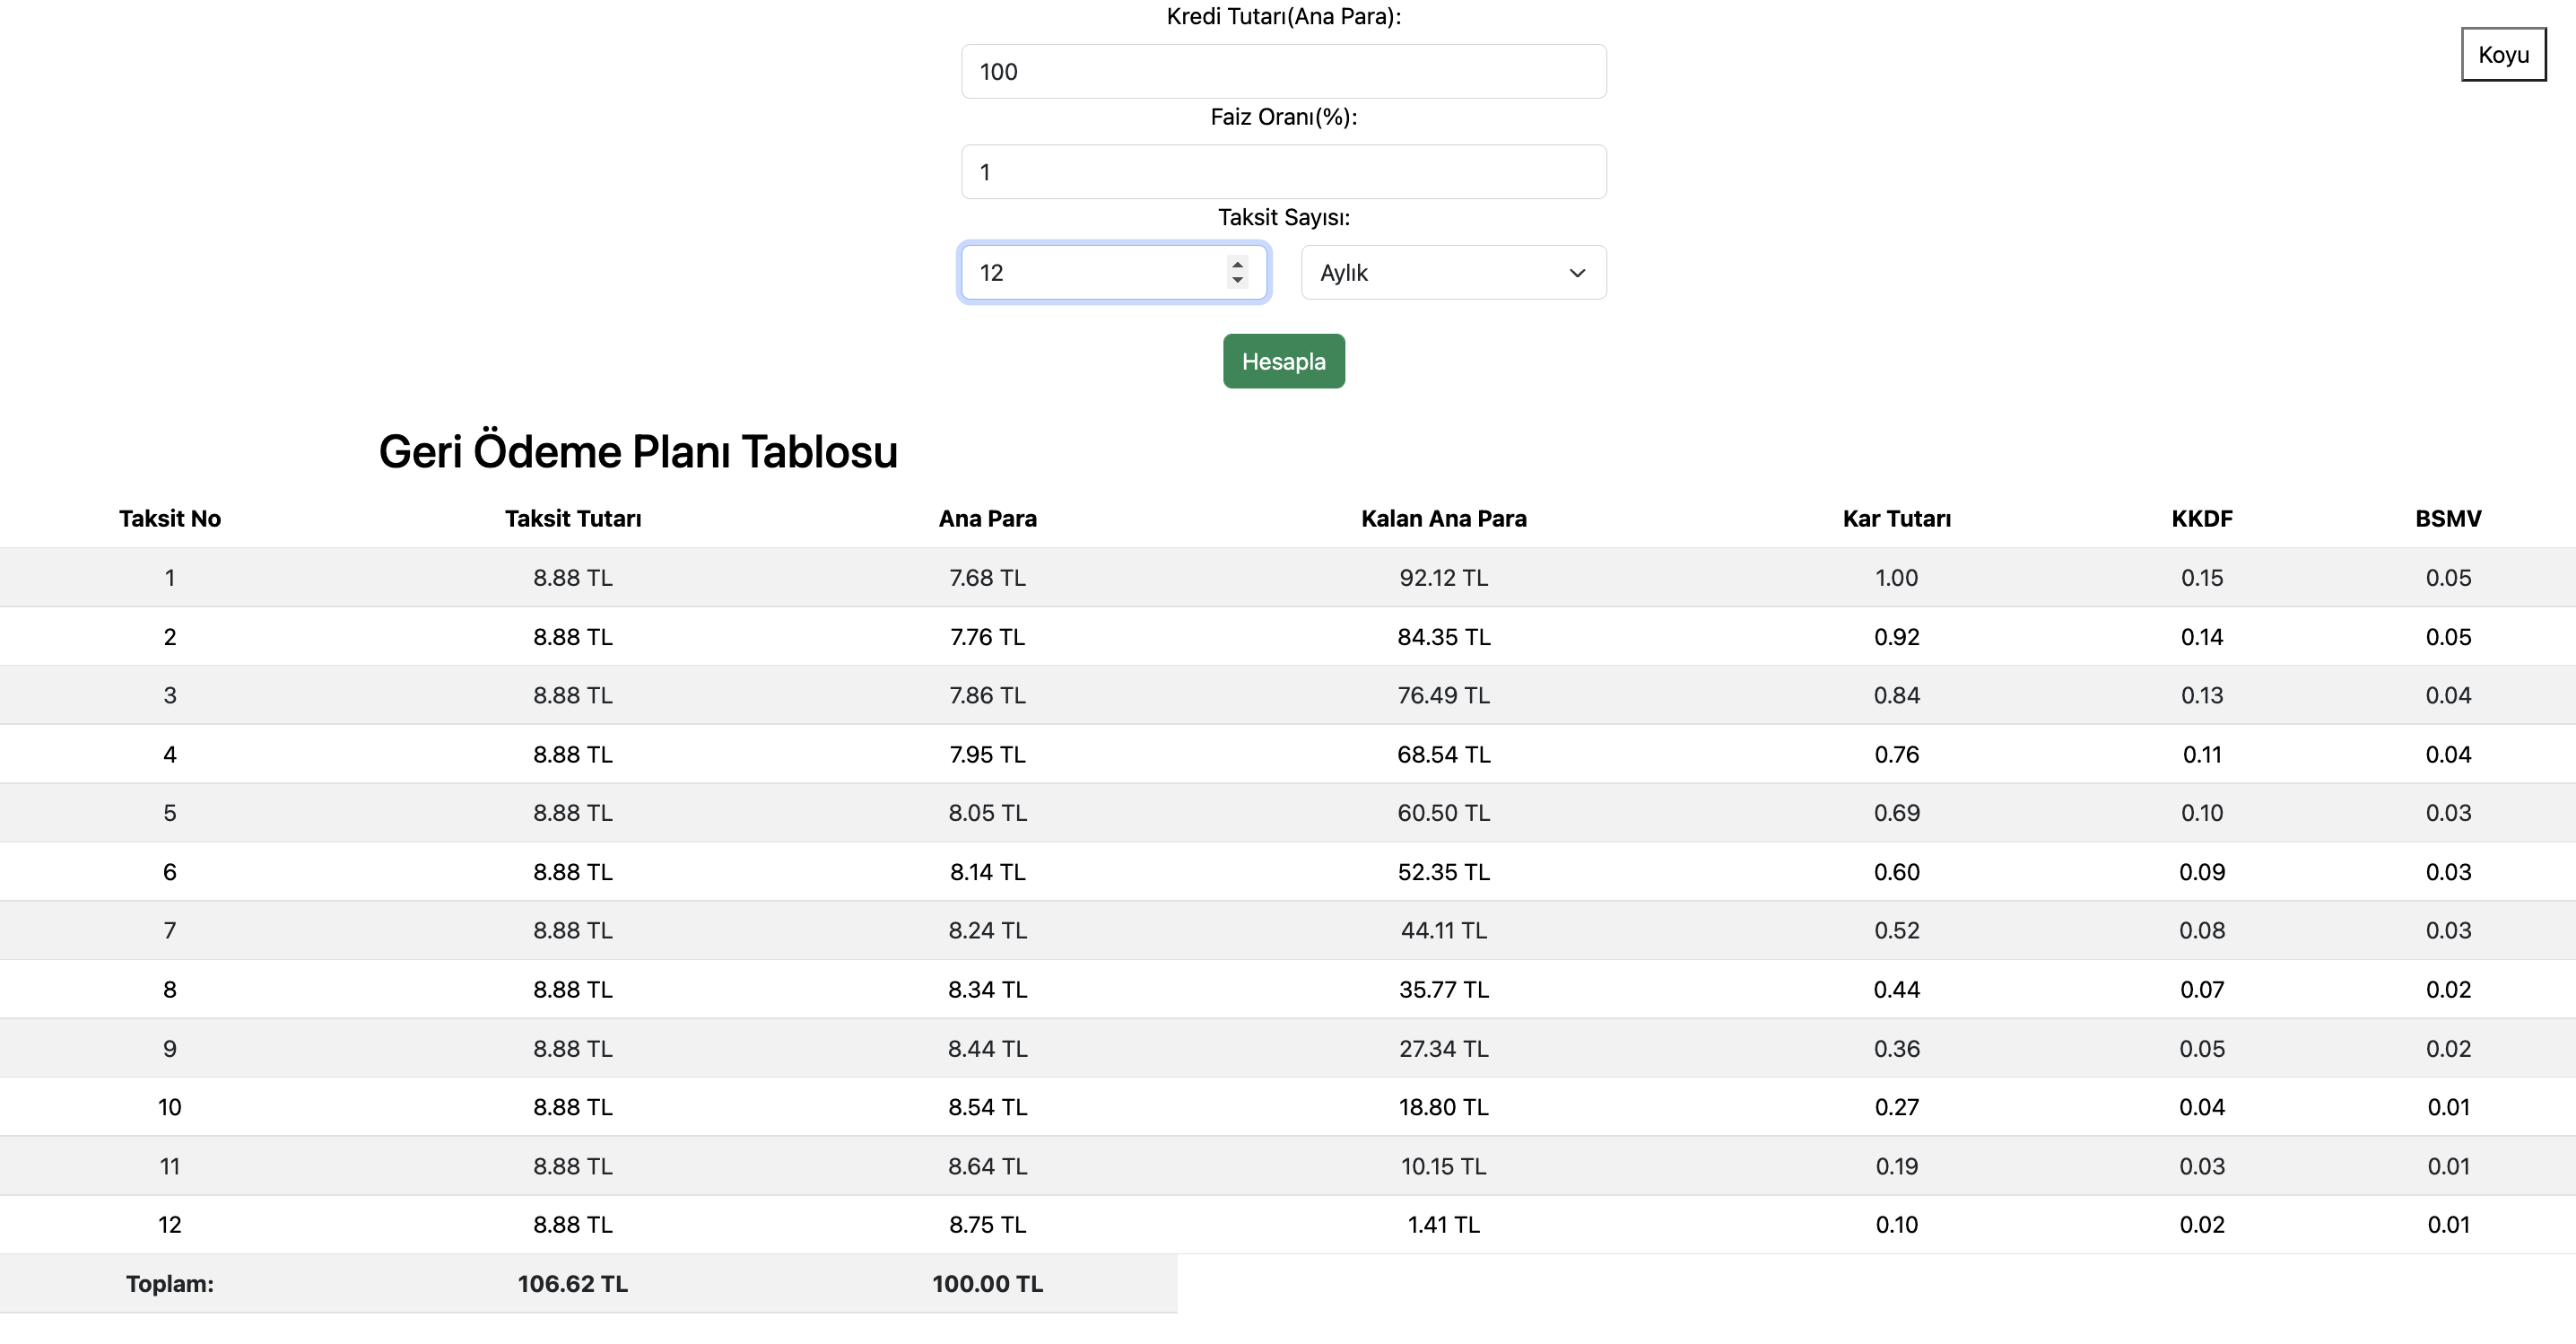 Kredi Tutarı(Ana Para):
Koyu
100
Faiz Oranı(%):
1
Taksit Sayısı:
12 Aylık
Hesapla
Geri Ödeme Planı Tablosu
Taksit No Taksit Tutarı Ana Para Kalan Ana Para Kar Tutarı KKDF BSMV
1 8.88 TL 7.68 TL 92.12 TL 1.00 0.15 0.05
2 8.88 TL 7.76 TL 84.35 TL 0.92 0.14 0.05
3 8.88 TL 7.86 TL 76.49 TL 0.84 0.13 0.04
4 8.88 TL 7.95 TL 68.54 TL 0.76 0.11 0.04
5 8.88 TL 8.05 TL 60.50 TL 0.69 0.10 0.03
6 8.88 TL 8.14 TL 52.35 TL 0.60 0.09 0.03
7 8.88 TL 8.24 TL 44.11 TL 0.52 0.08 0.03
8 8.88 TL 8.34 TL 35.77 TL 0.44 0.07 0.02
9 8.88 TL 8.44 TL 27.34 TL 0.36 0.05 0.02
10 8.88 TL 8.54 TL 18.80 TL 0.27 0.04 0.01
11 8.88 TL 8.64 TL 10.15 TL 0.19 0.03 0.01
12 8.88 TL 8.75 TL 1.41 TL 0.10 0.02 0.01
Toplam: 106.62 TL 100.00 TL